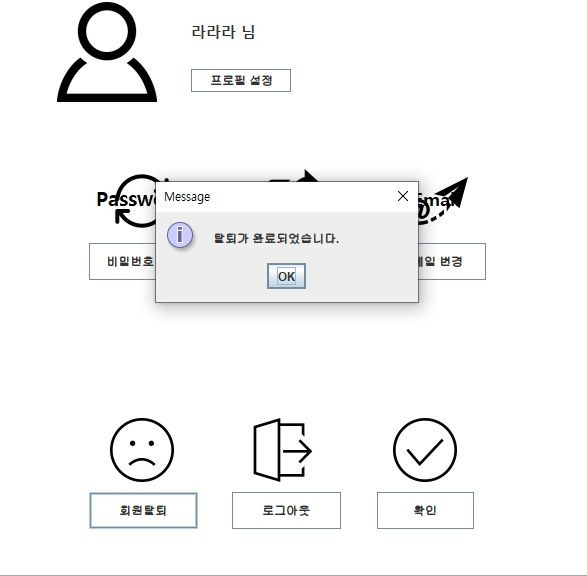 라라라 님
프로필 설정
Message
탈퇴가 완료되었습니다.
OK
비밀번호
변경
회원탈퇴
로그아웃
확인